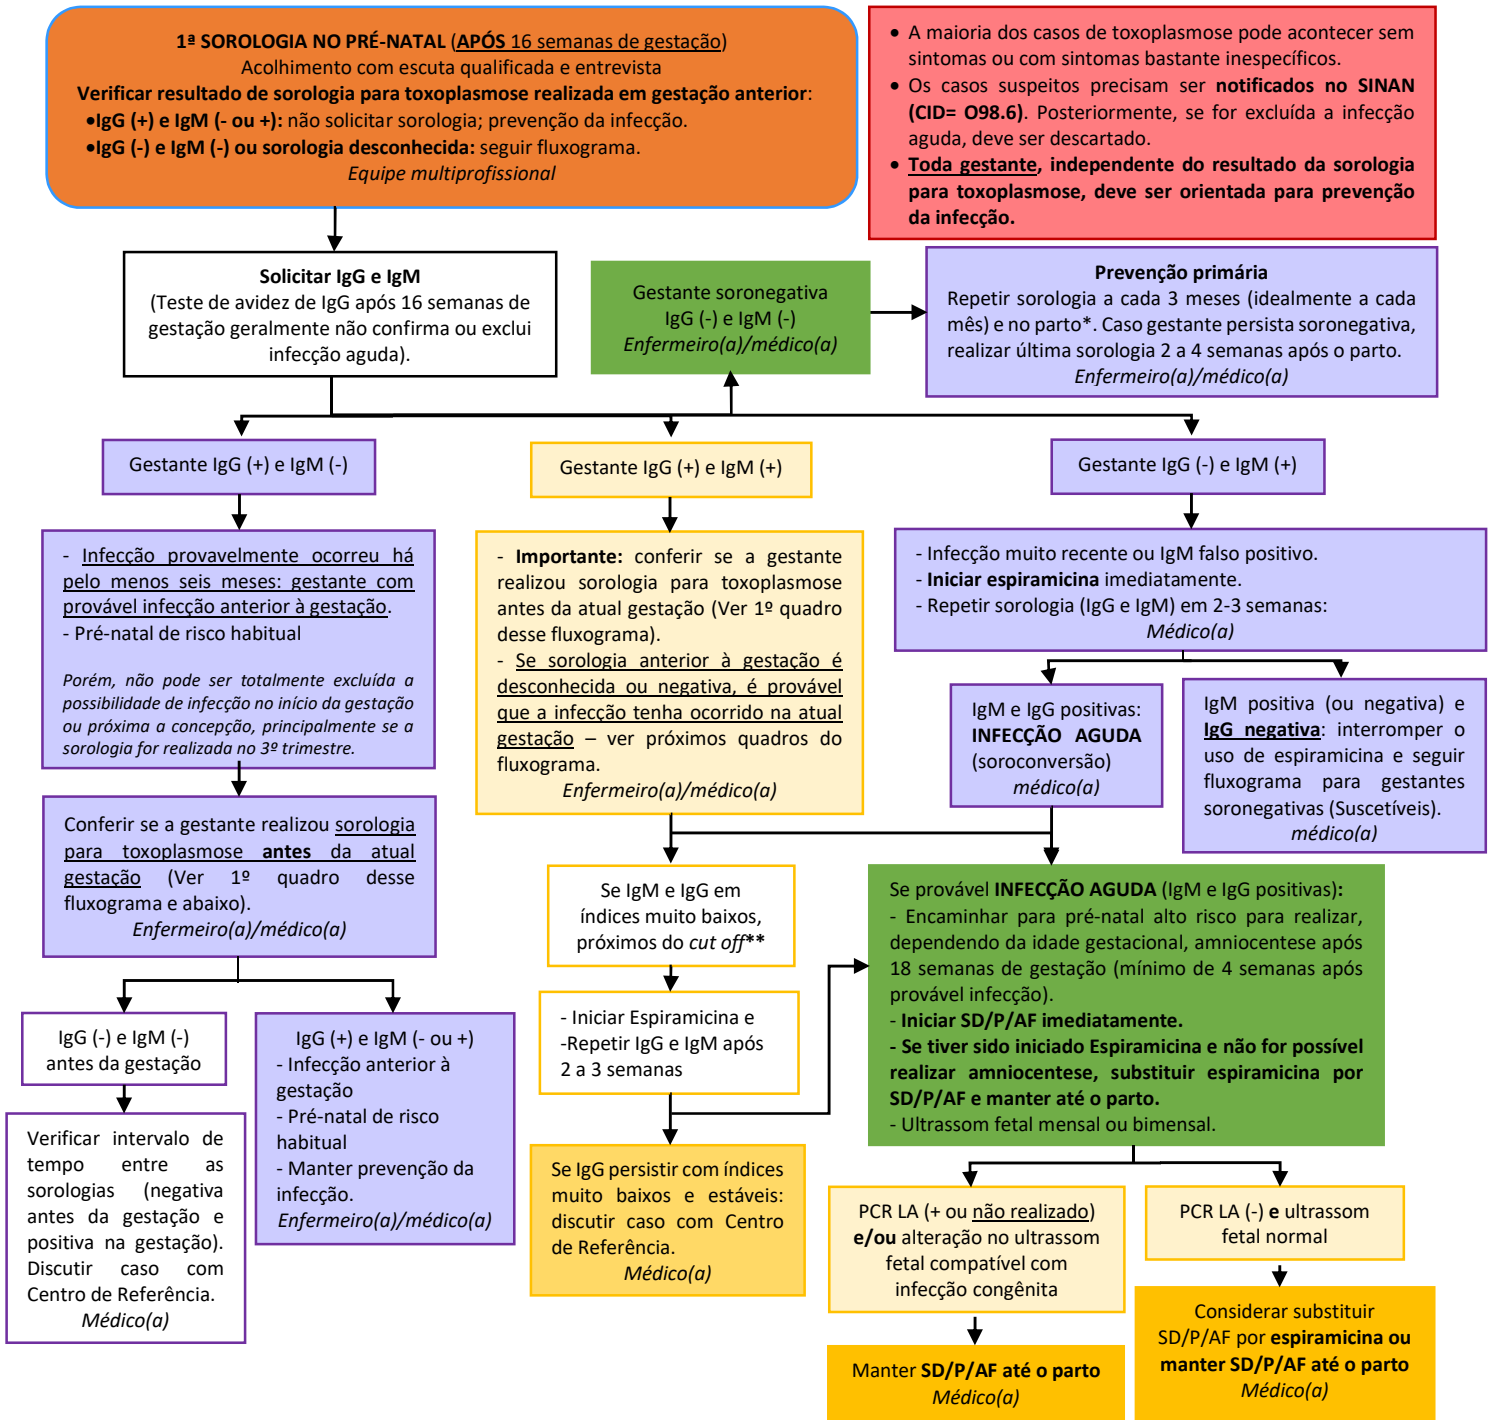 1ª SOROLOGIA NO PRÉ-NATAL (APÓS 16 semanas de gestação)
Acolhimento com escuta qualificada e entrevista
Verificar resultado de sorologia para toxoplasmose realizada em gestação anterior:
•IgG (+) e IgM (- ou +): não solicitar sorologia; prevenção da infecção.
•IgG (-) e IgM (-) ou sorologia desconhecida: seguir fluxograma.
Equipe multiprofissional
• A maioria dos casos de toxoplasmose pode acontecer sem
sintomas ou com sintomas bastante inespecíficos.
• Os casos suspeitos precisam ser notificados no SINAN
(CID= O98.6). Posteriormente, se for excluída a infecção
aguda, deve ser descartado.
• Toda gestante, independente do resultado da sorologia
para toxoplasmose, deve ser orientada para prevenção
da infecção.
Solicitar IgG e IgM
(Teste de avidez de IgG após 16 semanas de
gestação geralmente não confirma ou exclui
infecção aguda).
Gestante soronegativa
IgG (-) e IgM (-)
Enfermeiro(a)/médico(a)
Prevenção primária
Repetir sorologia a cada 3 meses (idealmente a cada
mês) e no parto*. Caso gestante persista soronegativa,
realizar última sorologia 2 a 4 semanas após o parto.
Enfermeiro(a)/médico(a)
Gestante IgG (+) e IgM (-)
Gestante IgG (+) e IgM (+)
Gestante IgG (-) e IgM (+)
- Infecção provavelmente ocorreu há
pelo menos seis meses: gestante com
provável infecção anterior à gestação.
- Pré-natal de risco habitual
Porém, não pode ser totalmente excluída a
possibilidade de infecção no início da gestação
ou próxima a concepção, principalmente se a
sorologia for realizada no 3º trimestre.
- Importante: conferir se a gestante
realizou sorologia para toxoplasmose
antes da atual gestação (Ver 1º quadro
desse fluxograma).
- Se sorologia anterior à gestação é
desconhecida ou negativa, é provável
que a infecção tenha ocorrido na atual
gestação – ver próximos quadros do
fluxograma.
Enfermeiro(a)/médico(a)
- Infecção muito recente ou IgM falso positivo.
- Iniciar espiramicina imediatamente.
- Repetir sorologia (IgG e IgM) em 2-3 semanas:
Médico(a)
IgM e IgG positivas:
INFECÇÃO AGUDA
(soroconversão)
médico(a)
IgM positiva (ou negativa) e
IgG negativa: interromper o
uso de espiramicina e seguir
fluxograma para gestantes
soronegativas (Suscetíveis).
médico(a)
Conferir se a gestante realizou sorologia
para toxoplasmose antes da atual
gestação (Ver 1º quadro desse
fluxograma e abaixo).
Enfermeiro(a)/médico(a)
Se IgM e IgG em
índices muito baixos,
próximos do cut off**
Se provável INFECÇÃO AGUDA (IgM e IgG positivas):
- Encaminhar para pré-natal alto risco para realizar,
dependendo da idade gestacional, amniocentese após
18 semanas de gestação (mínimo de 4 semanas após
provável infecção).
- Iniciar SD/P/AF imediatamente.
- Se tiver sido iniciado Espiramicina e não for possível
realizar amniocentese, substituir espiramicina por
SD/P/AF e manter até o parto.
- Ultrassom fetal mensal ou bimensal.
IgG (-) e IgM (-)
antes da gestação
IgG (+) e IgM (- ou +)
- Infecção anterior à
gestação
- Pré-natal de risco
habitual
- Manter prevenção da
infecção.
Enfermeiro(a)/médico(a)
- Iniciar Espiramicina e
-Repetir IgG e IgM após
2 a 3 semanas
Verificar intervalo de
tempo entre as
sorologias (negativa
antes da gestação e
positiva na gestação).
Discutir caso com
Centro de Referência.
Médico(a)
Se IgG persistir com índices
muito baixos e estáveis:
discutir caso com Centro
de Referência.
Médico(a)
PCR LA (+ ou não realizado)
e/ou alteração no ultrassom
fetal compatível com
infecção congênita
PCR LA (-) e ultrassom
fetal normal
Manter SD/P/AF até o parto
Médico(a)
Considerar substituir
SD/P/AF por espiramicina ou
manter SD/P/AF até o parto
Médico(a)